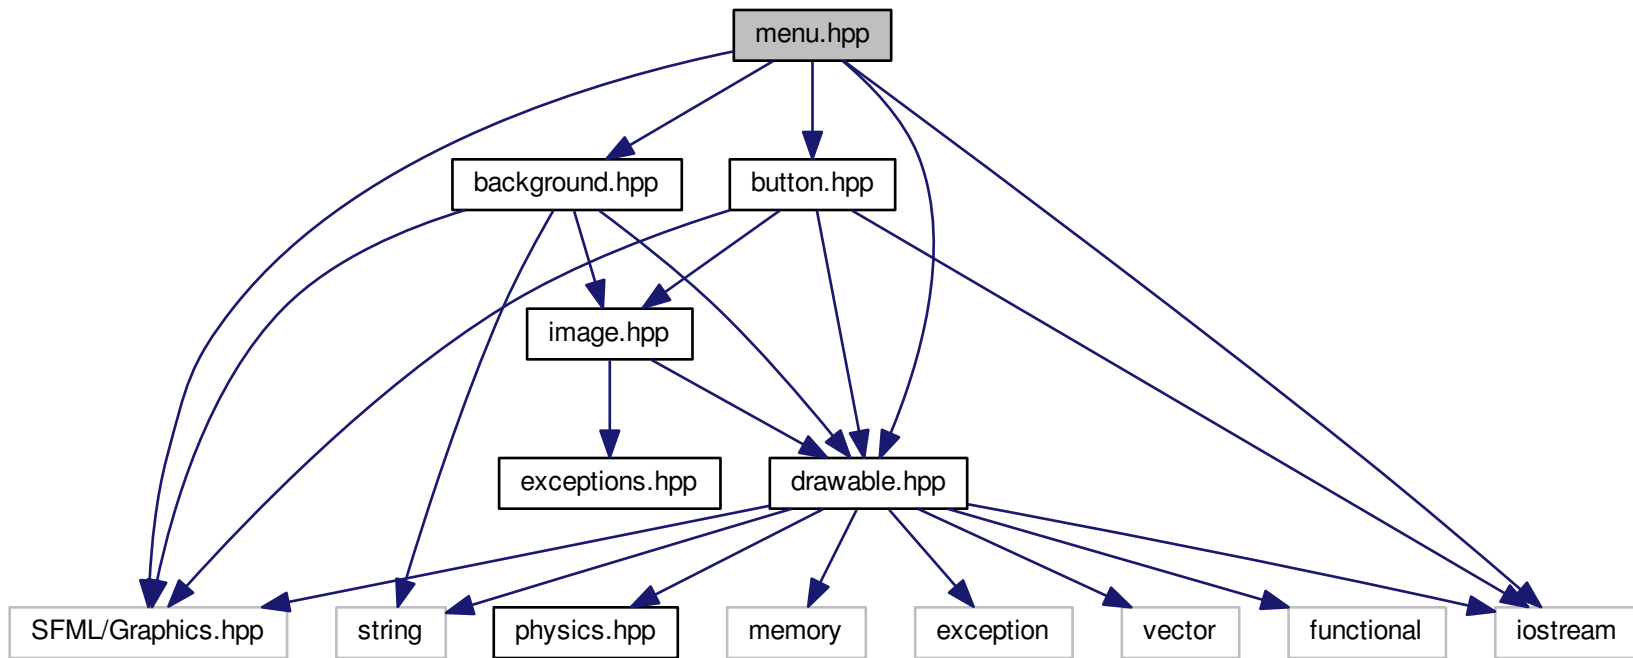 menu.hpp
background.hpp
button.hpp
image.hpp
exceptions.hpp
drawable.hpp
SFML/Graphics.hpp
string
physics.hpp
memory
exception
vector
functional
iostream